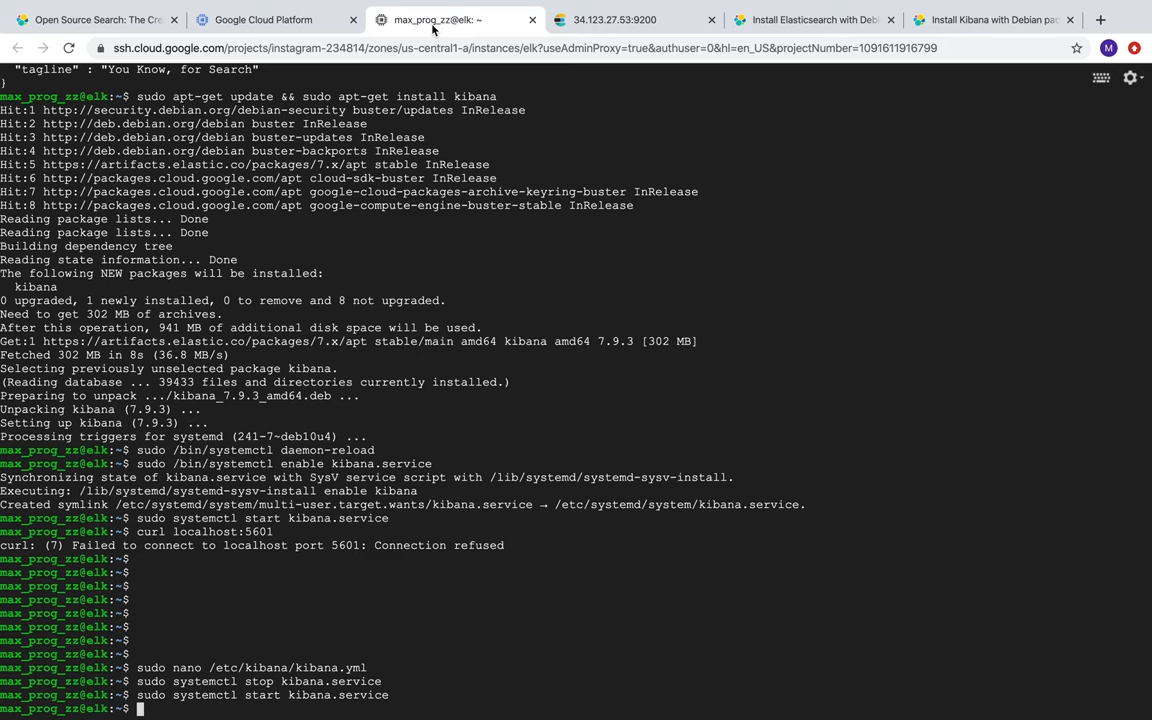 Open Source Search: The Cre
Google Cloud Platform
max_prog_zz@elk: ~
34.123.27.53:9200
Install Elasticsearch with Debi
Install Kibana with Debian pac
ssh.cloud.google.com/projects/instagram-234814/zones/us-central1-a/instances/elk?useAdminProxy=true&authuser=0&hl=en_US&projectNumber=1091611916799
M
"tagline" : "You Know, for Search"
}
max_prog_zz@elk:~$ sudo apt-get update && sudo apt-get install kibana
Hit:1 http://security.debian.org/debian-security buster/updates InRelease
Hit:2 http://deb.debian.org/debian buster InRelease
Hit:3 http://deb.debian.org/debian buster-updates InRelease
Hit:4 http://deb.debian.org/debian buster-backports InRelease
Hit:5 https://artifacts.elastic.co/packages/7.x/apt stable InRelease
Hit:6 http://packages.cloud.google.com/apt cloud-sdk-buster InRelease
Hit:7 http://packages.cloud.google.com/apt google-cloud-packages-archive-keyring-buster InRelease
Hit:8 http://packages.cloud.google.com/apt google-compute-engine-buster-stable InRelease
Reading package lists... Done
Reading package lists... Done
Building dependency tree
Reading state information... Done
The following NEW packages will be installed:
kibana
0 upgraded, 1 newly installed, 0 to remove and 8 not upgraded.
Need to get 302 MB of archives.
After this operation, 941 MB of additional disk space will be used.
Get:1 https://artifacts.elastic.co/packages/7.x/apt stable/main amd64 kibana amd64 7.9.3 [302 MB]
Fetched 302 MB in 8s (36.8 MB/s)
Selecting previously unselected package kibana.
(Reading database ... 39433 files and directories currently installed.)
Preparing to unpack .../kibana_7.9.3_amd64.deb ...
Unpacking kibana (7.9.3) ...
Setting up kibana (7.9.3) ...
Processing triggers for systemd (241-7~deb10u4) ...
max_prog_zz@elk:~$ sudo /bin/systemctl daemon-reload
max_prog_zz@elk:~$ sudo /bin/systemctl enable kibana.service
Synchronizing state of kibana.service with SysV service script with /lib/systemd/systemd-sysv-install.
Executing: /lib/systemd/systemd-sysv-install enable kibana
Created symlink /etc/systemd/system/multi-user.target.wants/kibana.service → /etc/systemd/system/kibana.service.
max_prog_zz@elk:~$ sudo systemctl start kibana.service
max_prog_zz@elk:~$ curl localhost:5601
curl: (7) Failed to connect to localhost port 5601: Connection refused
max_prog_zz@elk:~$
max_prog_zz@elk:~$
max_prog_zz@elk:~$
max_prog_zz@elk:~$
max_prog_zz@elk:~$
max_prog_zz@elk:~$
max_prog_zz@elk:~$
max_prog_zz@elk:~$
max_prog_zz@elk:~$ sudo nano /etc/kibana/kibana.yml
max_prog_zz@elk:~$ sudo systemctl stop kibana.service
max_prog_zz@elk:~$ sudo systemctl start kibana.service
max_prog_zz@elk:~$